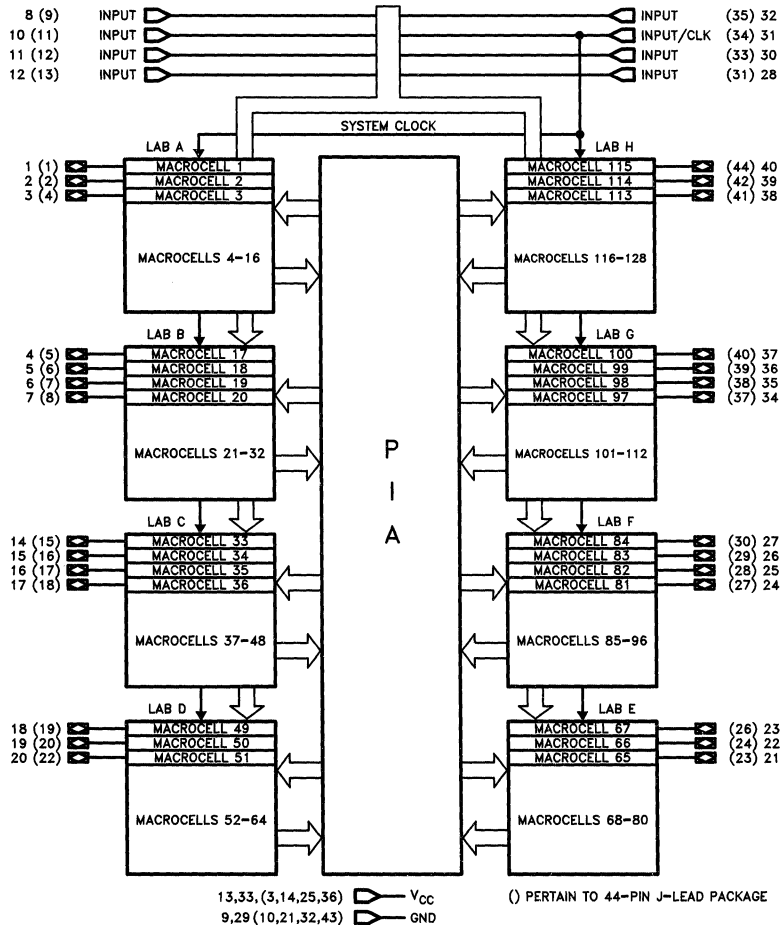 8 (9) INPUT INPUT (35) 32
10 (11) INPUT INPUT/CLK (34) 31
11 (12) INPUT INPUT (33) 30
12 (13) INPUT INPUT (31) 28
SYSTEM CLOCK
LAB A LAB H
1 (1) MACROCELL 1 MACROCELL 115 (44) 40
2 (2) MACROCELL 2 MACROCELL 114 (42) 39
3 (4) MACROCELL 3 MACROCELL 113 (41) 38
MACROCELLS 4-16 MACROCELLS 116-128
LAB B LAB G
4 (5) MACROCELL 17 MACROCELL 100 (40) 37
5 (6) MACROCELL 18 MACROCELL 99 (39) 36
6 (7) MACROCELL 19 MACROCELL 98 (38) 35
7 (8) MACROCELL 20 MACROCELL 97 (37) 34
MACROCELLS 21-32 MACROCELLS 101-112
P
I
A
LAB C LAB F
14 (15) MACROCELL 33 MACROCELL 84 (30) 27
15 (16) MACROCELL 34 MACROCELL 83 (29) 26
16 (17) MACROCELL 35 MACROCELL 82 (28) 25
17 (18) MACROCELL 36 MACROCELL 81 (27) 24
MACROCELLS 37-48 MACROCELLS 85-96
LAB D LAB E
18 (19) MACROCELL 49 MACROCELL 67 (26) 23
19 (20) MACROCELL 50 MACROCELL 66 (24) 22
20 (22) MACROCELL 51 MACROCELL 65 (23) 21
MACROCELLS 52-64 MACROCELLS 68-80
13,33,(3,14,25,36) VCC () PERTAIN TO 44-PIN J-LEAD PACKAGE
9,29 (10,21,32,43) GND